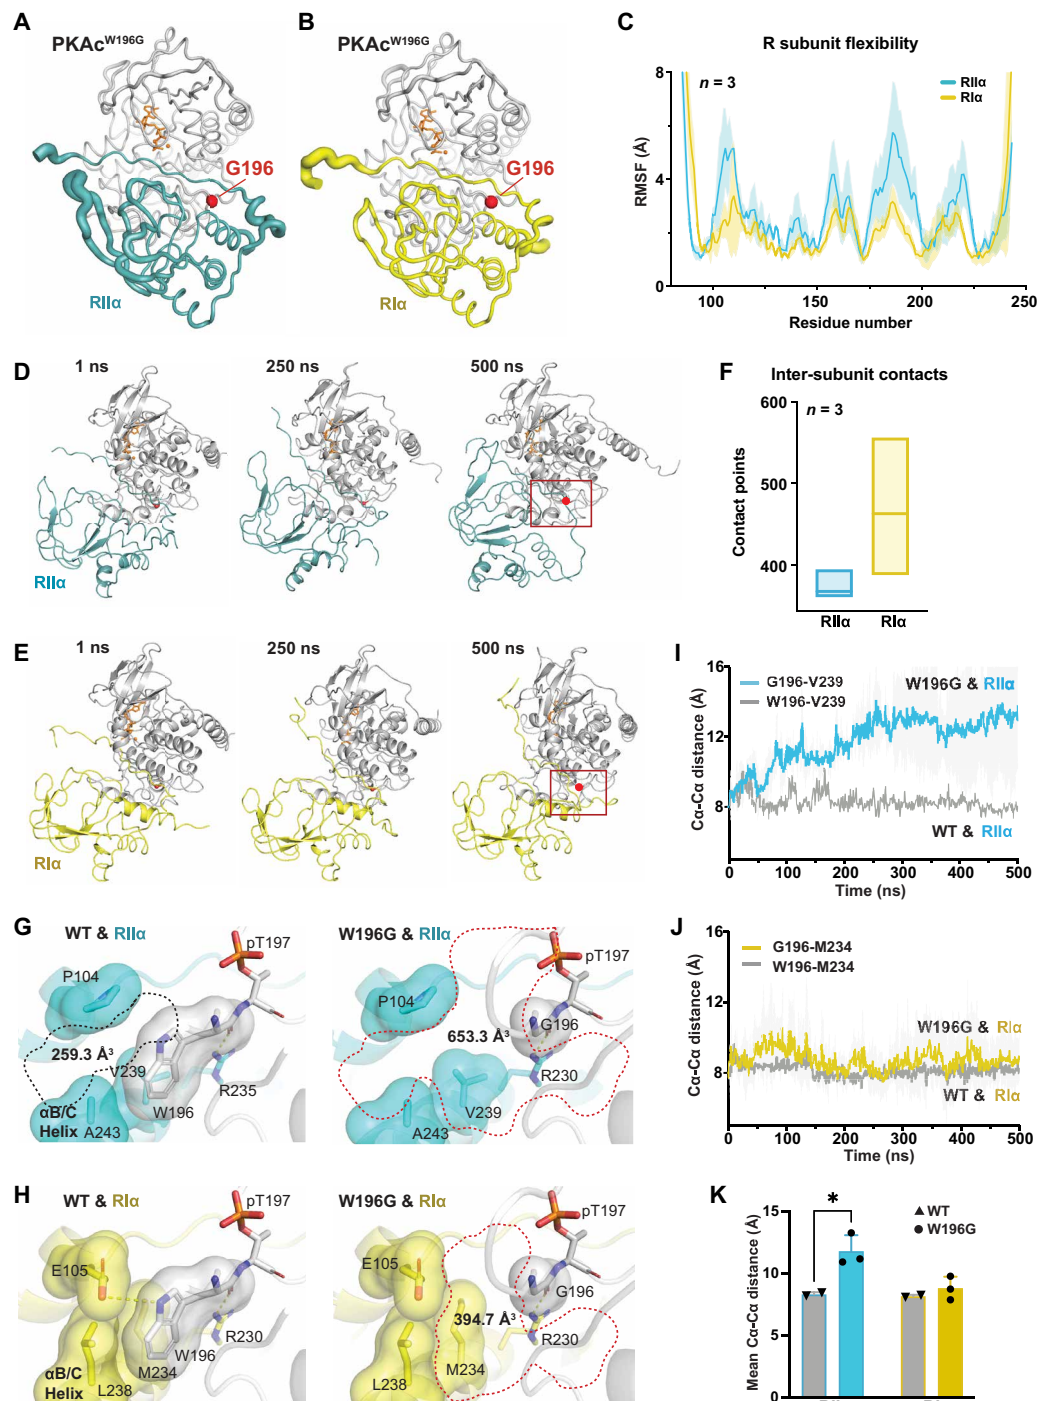 A
PKAcW196G
G196
RIIα
B
PKAcW196G
G196
RIα
C
R subunit flexibility
n = 3
RIIα
RIα
RMSF (Å)
8
4
0
100
150
200
250
Residue number
D
1 ns
250 ns
500 ns
RIIα
E
1 ns
250 ns
500 ns
RIα
F
Inter-subunit contacts
n = 3
Contact points
600
500
400
RIIα
RIα
G
WT & RIIα
pT197
P104
259.3 Å³
V239
R235
W196
αB/C
Helix
A243
W196G & RIIα
pT197
P104
G196
653.3 Å³
R230
V239
A243
H
WT & RIα
pT197
E105
R230
W196
M234
αB/C
Helix
L238
W196G & RIα
pT197
G196
394.7 Å³
R230
M234
L238
I
G196-V239
W196-V239
W196G & RIIα
WT & RIIα
Cα-Cα distance (Å)
16
12
8
0
100
200
300
400
500
Time (ns)
J
G196-M234
W196-M234
W196G & RIα
WT & RIα
Cα-Cα distance (Å)
16
12
8
0
100
200
300
400
500
Time (ns)
K
WT
W196G
*
Mean Cα-Cα distance (Å)
15
10
5
0